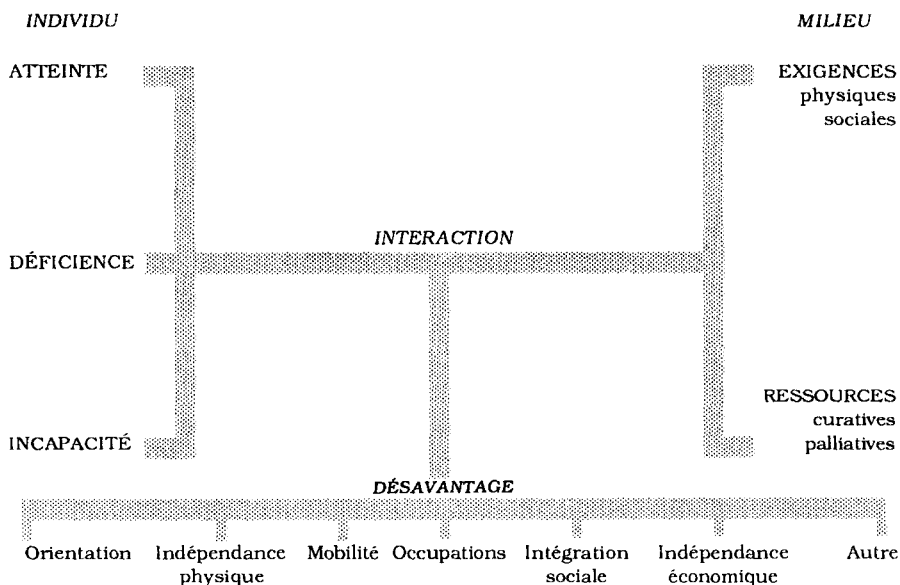 INDIVIDU
MILIEU
ATTEINTE
EXIGENCES
physiques
sociales
INTERACTION
DÉFICIENCE
RESSOURCES
curatives
palliatives
INCAPACITÉ
DÉSAVANTAGE
Orientation
Indépendance
physique
Mobilité
Occupations
Intégration
sociale
Indépendance
économique
Autre